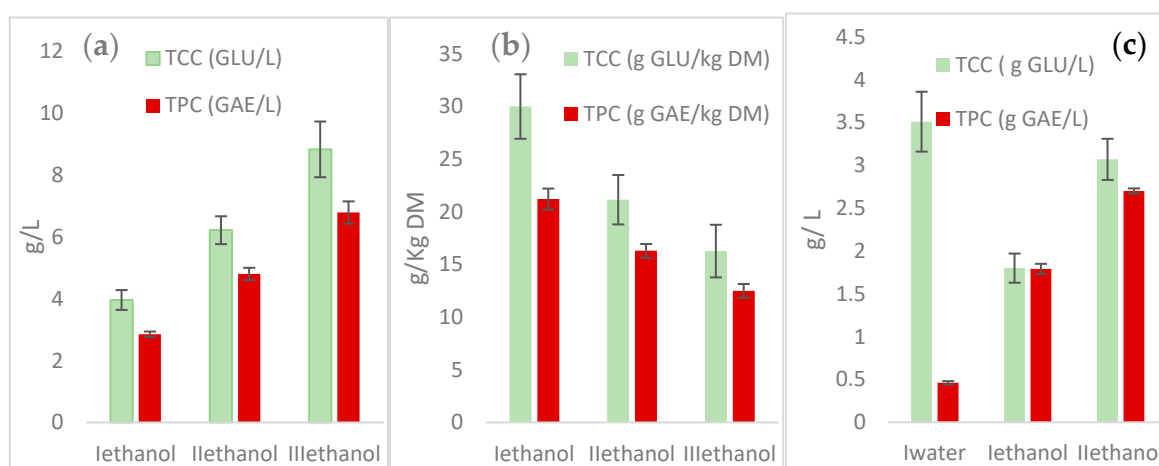 (a)
TCC (GLU/L)
TPC (GAE/L)
12
10
8
6
4
2
0
g/L
Iethanol IIethanol IIIethanol
(b)
TCC (g GLU/kg DM)
TPC (g GAE/kg DM)
35
30
25
20
15
10
5
0
g/Kg DM
Iethanol IIethanol IIIethanol
(c)
TCC ( g GLU/L)
TPC (g GAE/L)
4.5
4
3.5
3
2.5
2
1.5
1
0.5
0
g/ L
Iwater Iethanol IIethanol